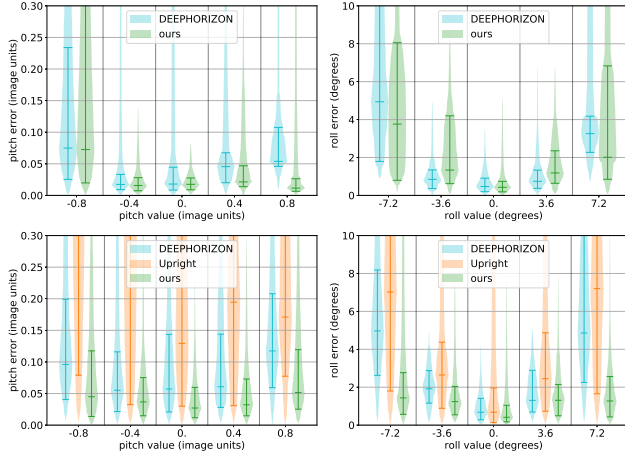 0.30
0.25
0.20
0.15
0.10
0.05
0.00
pitch error (image units)
DEEPHORIZON
ours
-0.8 -0.4 0. 0.4 0.8
pitch value (image units)
10
8
6
4
2
0
roll error (degrees)
DEEPHORIZON
ours
-7.2 -3.6 0. 3.6 7.2
roll value (degrees)
0.30
0.25
0.20
0.15
0.10
0.05
0.00
pitch error (image units)
DEEPHORIZON
Upright
ours
-0.8 -0.4 0. 0.4 0.8
pitch value (image units)
10
8
6
4
2
0
roll error (degrees)
DEEPHORIZON
Upright
ours
-7.2 -3.6 0. 3.6 7.2
roll value (degrees)